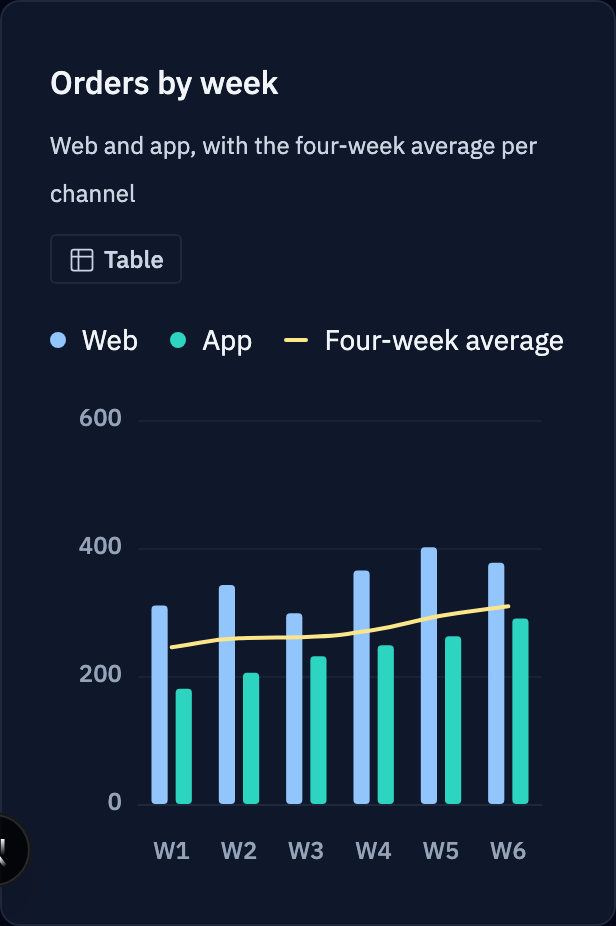 Orders by week
Web and app, with the four-week average per
channel
Table
Web App Four-week average
600
400
200
0
W1 W2 W3 W4 W5 W6